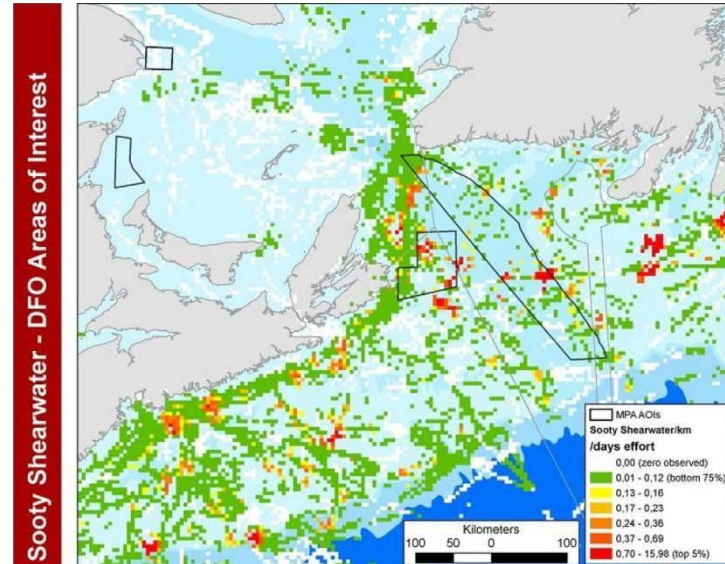 Sooty Shearwater - DFO Areas of Interest
MPA AOIs
Sooty Shearwater/km
/days effort
0,00 (zero observed)
0,01 - 0,12 (bottom 75%)
0,13 - 0,16
0,17 - 0,23
0,24 - 0,36
0,37 - 0,69
0,70 - 15,98 (top 5%)
Kilometers
100 50 0 100